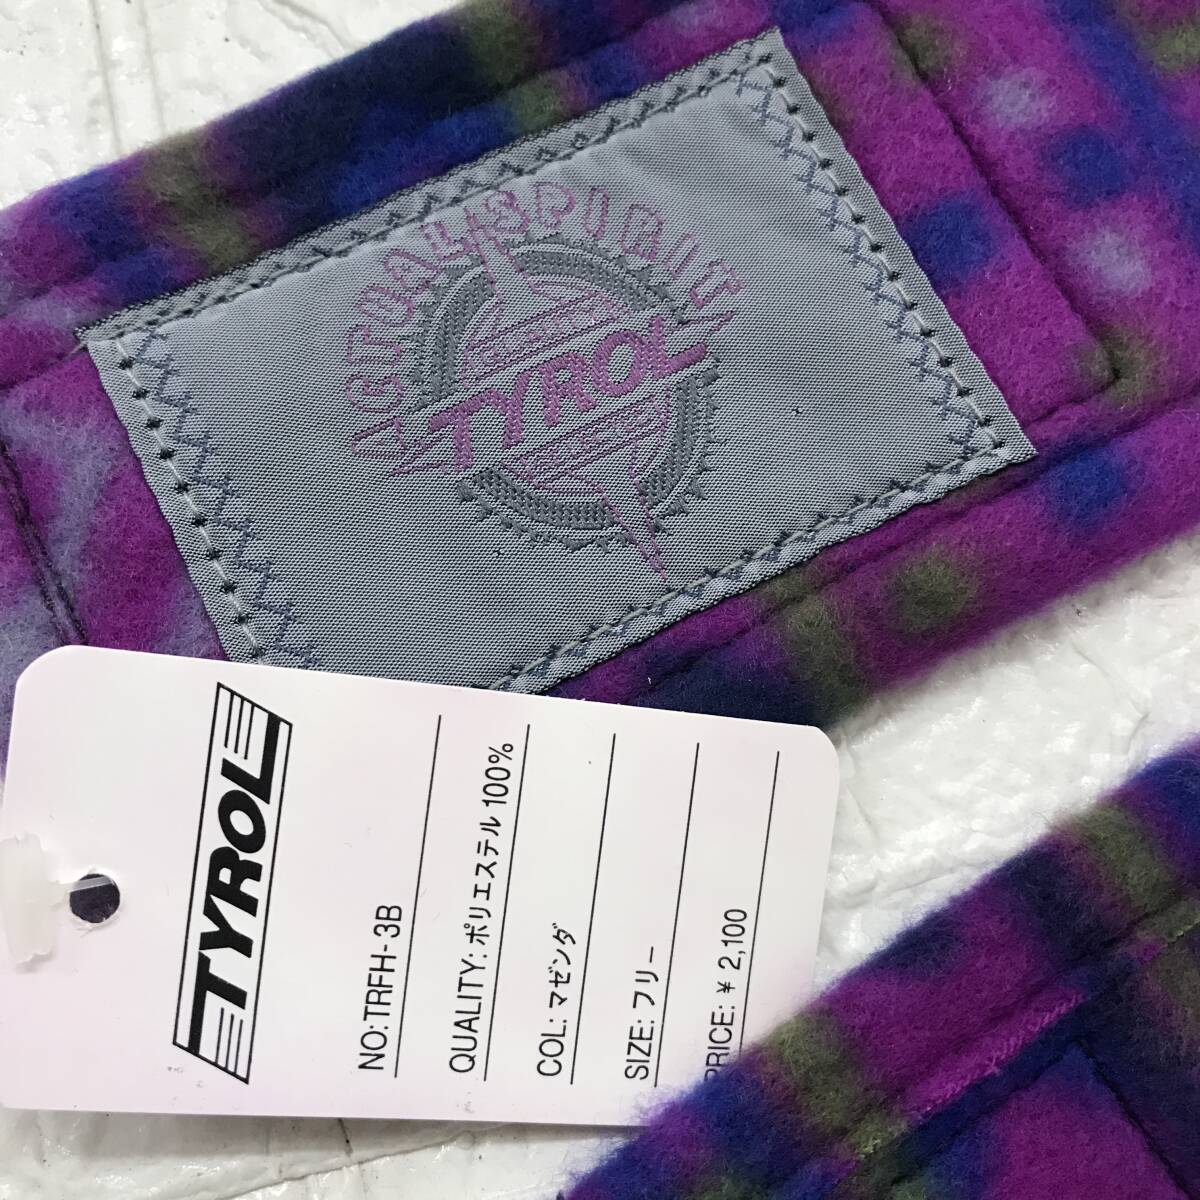 CTUAL SPIRIT
TYROL
TYROL
NO:TRFH-3B
QUALITY: ポリエステル 100%
COL: マゼンダ
SIZE: フリー
PRICE: ¥ 2,100